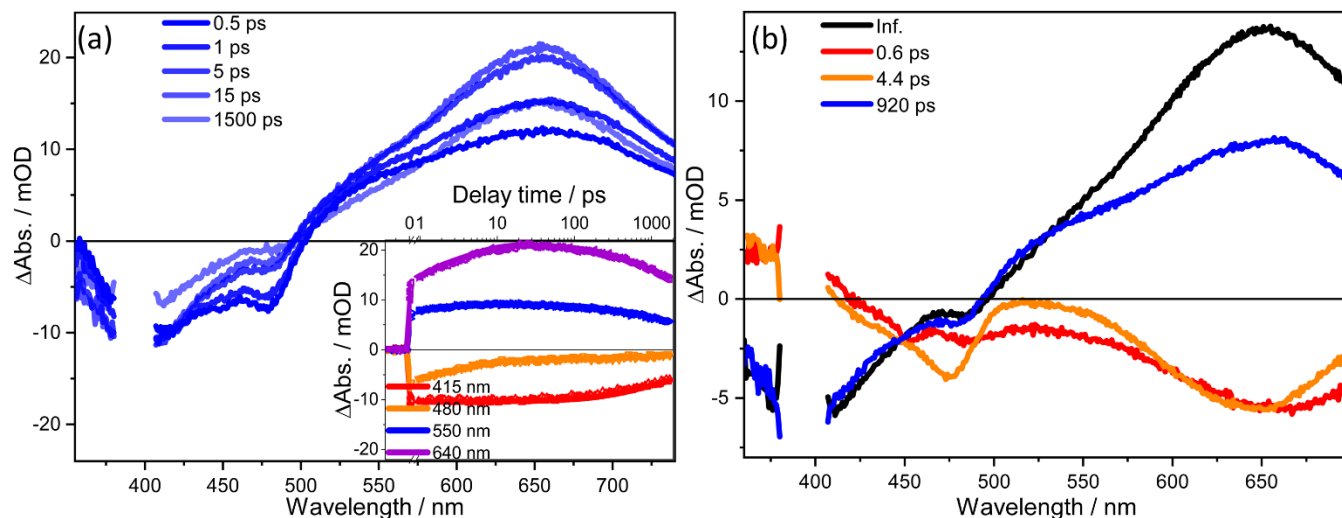 (a)
0.5 ps
1 ps
5 ps
15 ps
1500 ps
20
10
0
-10
-20
ΔAbs. / mOD
400 450 500 550 600 650 700
Wavelength / nm
Delay time / ps
0 1 10 100 1000
20
10
0
-10
-20
ΔAbs. / mOD
415 nm
480 nm
550 nm
640 nm
(b)
Inf.
0.6 ps
4.4 ps
920 ps
10
5
0
-5
ΔAbs. / mOD
400 450 500 550 600 650
Wavelength / nm